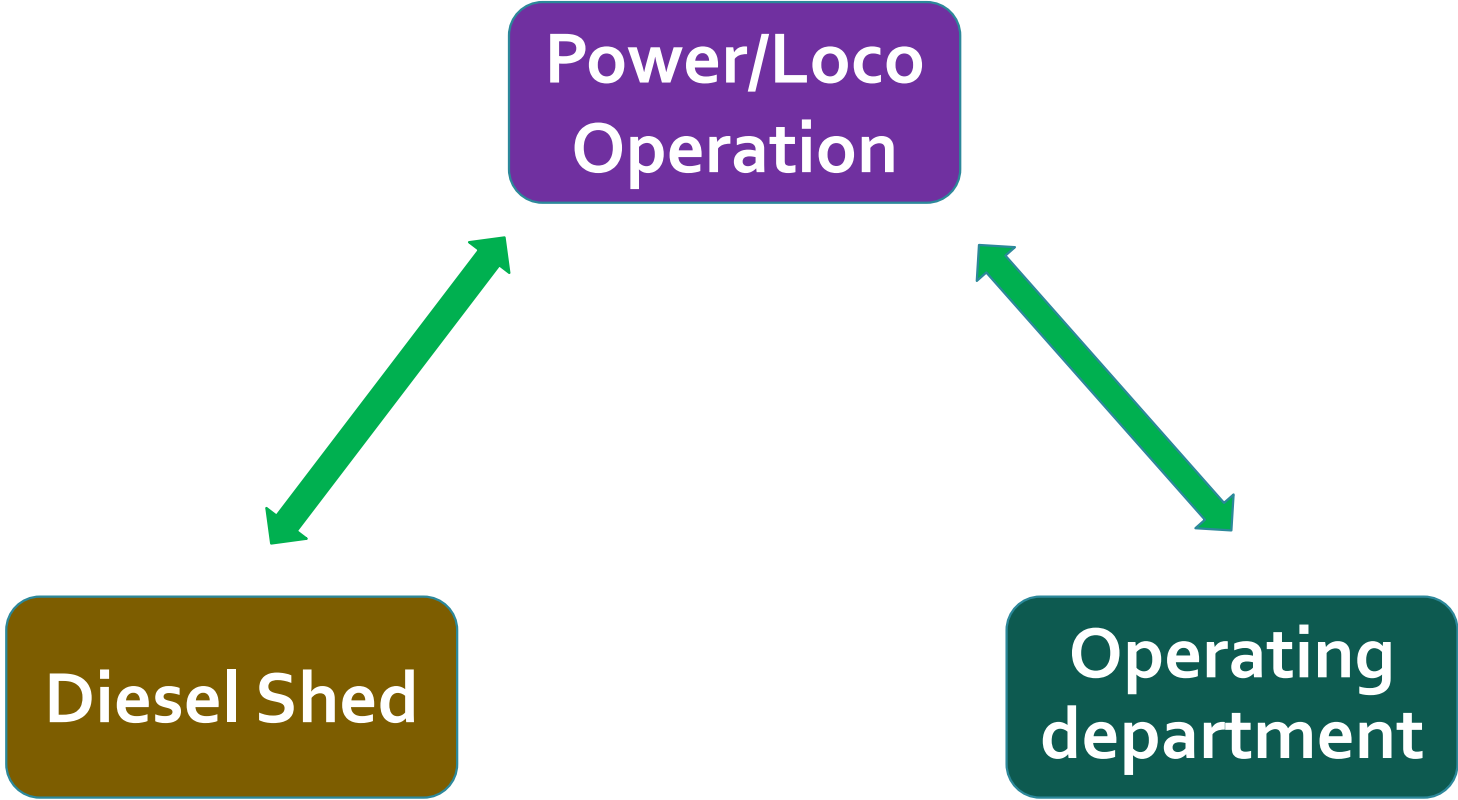 Power/Loco
Operation
Diesel Shed
Operating
department